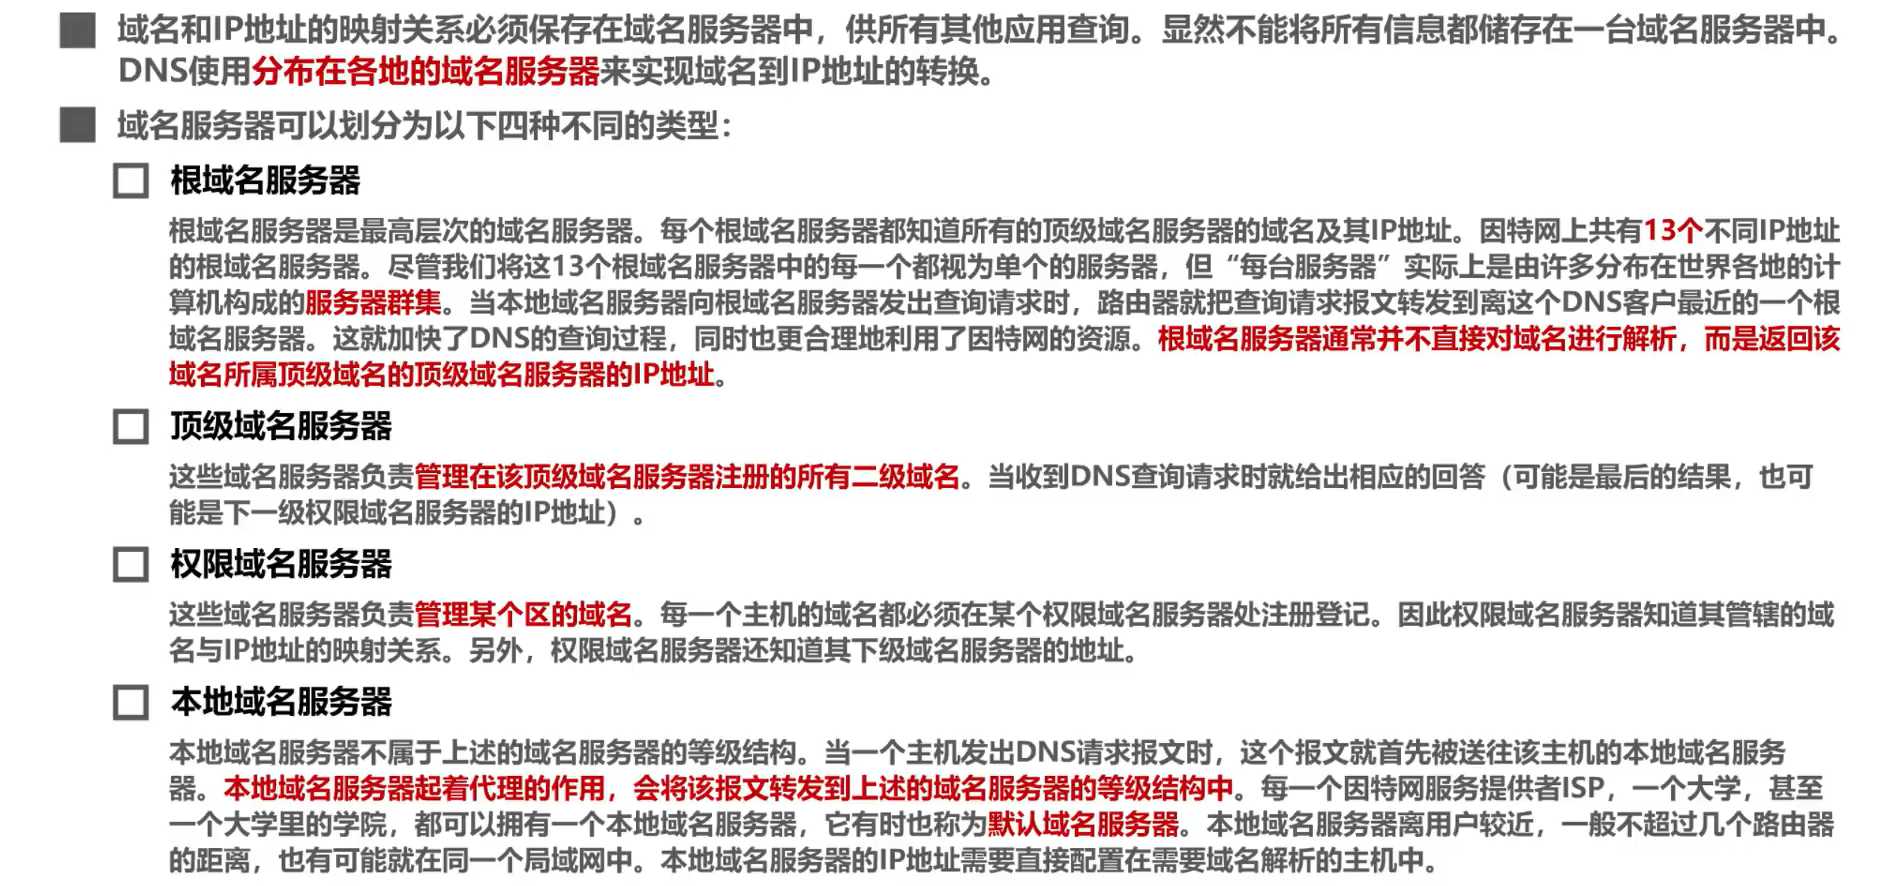 域名和IP地址的映射关系必须保存在域名服务器中，供所有其他应用查询。显然不能将所有信息都储存在一台域名服务器中。
DNS使用分布在各地的域名服务器来实现域名到IP地址的转换。
域名服务器可以划分为以下四种不同的类型：
根域名服务器
根域名服务器是最高层次的域名服务器。每个根域名服务器都知道所有的顶级域名服务器的域名及其IP地址。因特网上共有13个不同IP地址
的根域名服务器。尽管我们将这13个根域名服务器中的每一个都视为单个的服务器，但“每台服务器”实际上是由许多分布在世界各地的计
算机构成的服务器群集。当本地域名服务器向根域名服务器发出查询请求时，路由器就把查询请求报文转发到离这个DNS客户最近的一个根
域名服务器。这就加快了DNS的查询过程，同时也更合理地利用了因特网的资源。根域名服务器通常并不直接对域名进行解析，而是返回该
域名所属顶级域名的顶级域名服务器的IP地址。
顶级域名服务器
这些域名服务器负责管理在该顶级域名服务器注册的所有二级域名。当收到DNS查询请求时就给出相应的回答（可能是最后的结果，也可
能是下一级权限域名服务器的IP地址）。
权限域名服务器
这些域名服务器负责管理某个区的域名。每一个主机的域名都必须在某个权限域名服务器处注册登记。因此权限域名服务器知道其管辖的域
名与IP地址的映射关系。另外，权限域名服务器还知道其下级域名服务器的地址。
本地域名服务器
本地域名服务器不属于上述的域名服务器的等级结构。当一个主机发出DNS请求报文时，这个报文就首先被送往该主机的本地域名服务
器。本地域名服务器起着代理的作用，会将该报文转发到上述的域名服务器的等级结构中。每一个因特网服务提供者ISP，一个大学，甚至
一个大学里的学院，都可以拥有一个本地域名服务器，它有时也称为默认域名服务器。本地域名服务器离用户较近，一般不超过几个路由器
的距离，也有可能就在同一个局域网中。本地域名服务器的IP地址需要直接配置在需要域名解析的主机中。